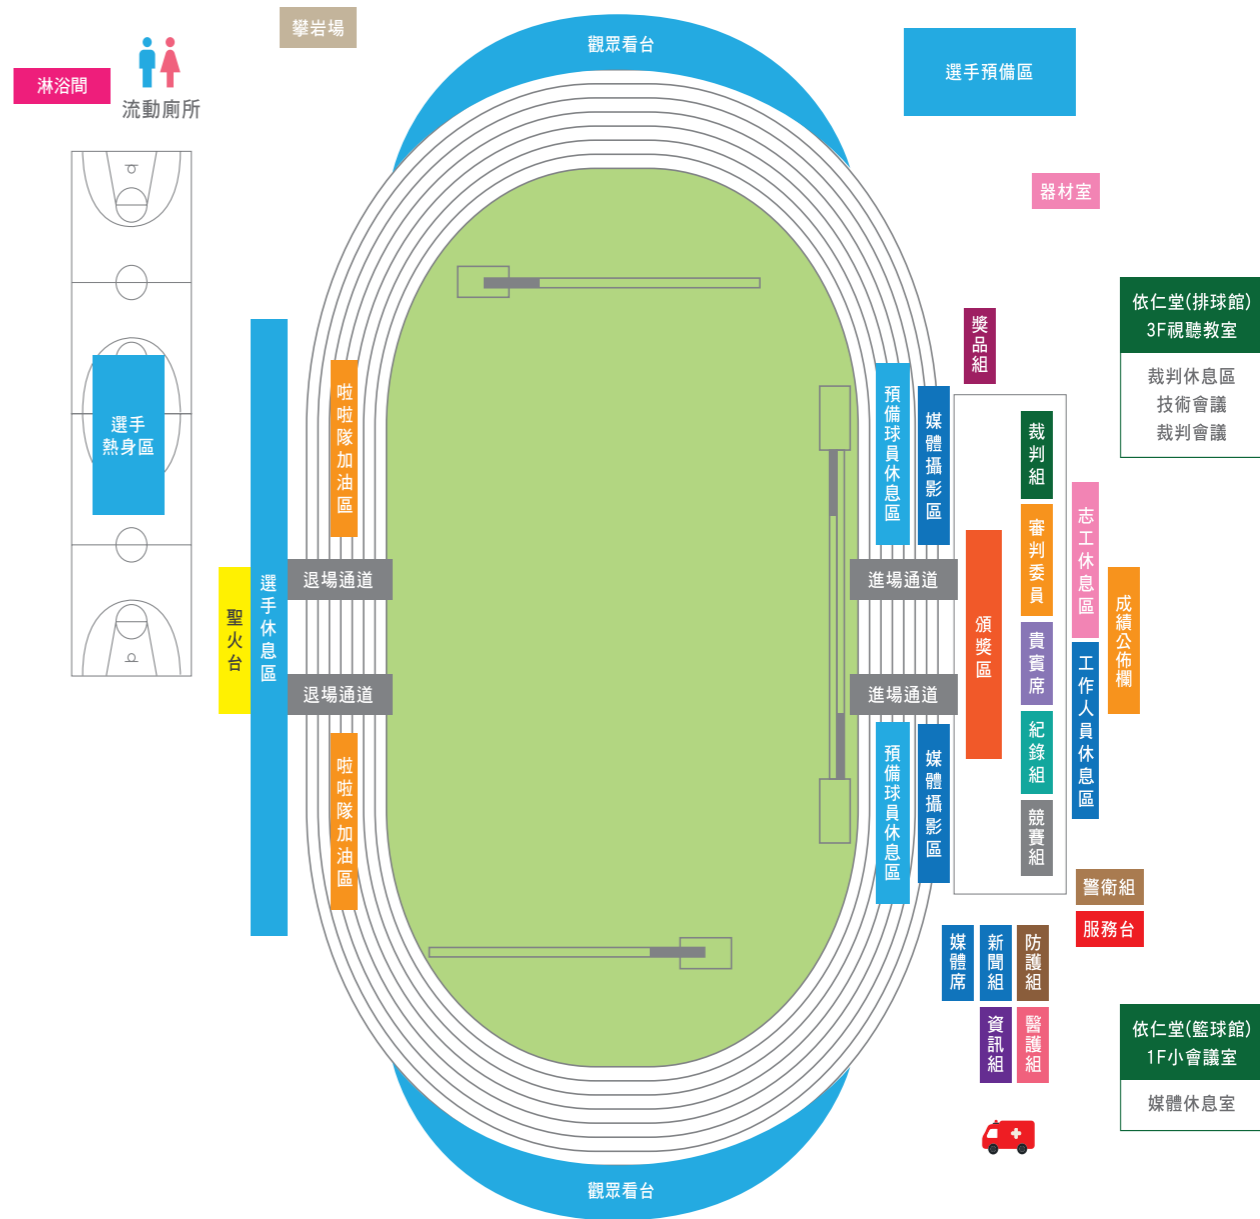 攀岩場
觀眾看台
選手預備區
淋浴間
流動廁所
器材室
依仁堂(排球館)
3F視聽教室
裁判休息區
技術會議
裁判會議
獎品組
選手
熱身區
啦啦隊加油區
預備球員休息區
媒體攝影區
裁判組
審判委員
志工休息區
聖火台
選手休息區
退場通道
進場通道
頒獎區
貴賓席
成績公佈欄
退場通道
進場通道
工作人員休息區
紀錄組
啦啦隊加油區
預備球員休息區
媒體攝影區
競賽組
警衛組
服務台
媒體席
新聞組
防護組
資訊組
醫護組
依仁堂(籃球館)
1F小會議室
媒體休息室
觀眾看台